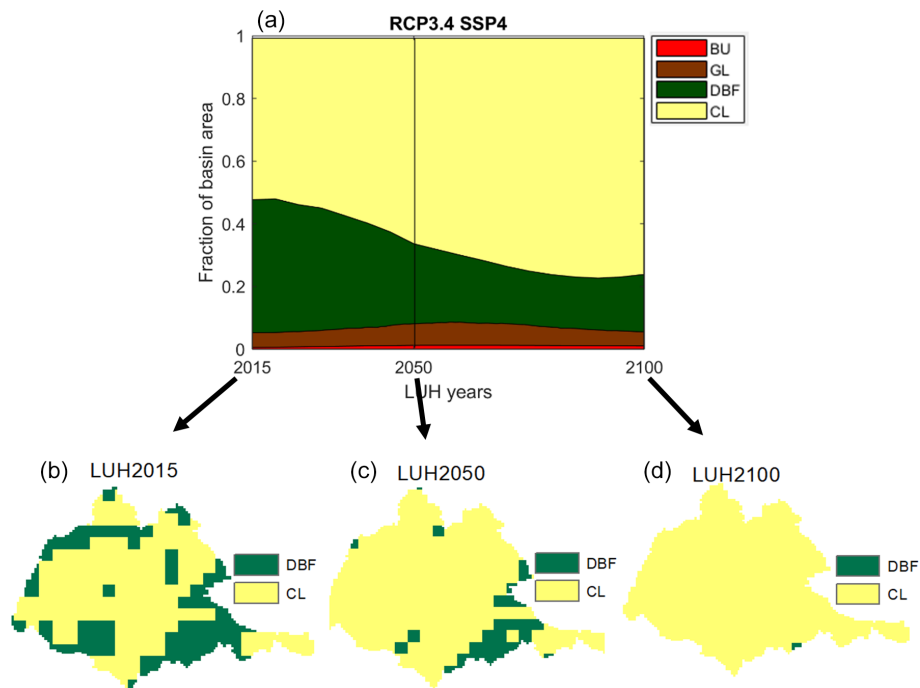 (a)
RCP3.4 SSP4
Fraction of basin area
1
0.8
0.6
0.4
0.2
0
2015 2050 2100
LUH years
BU
GL
DBF
CL
(b) LUH2015
DBF
CL
(c) LUH2050
DBF
CL
(d) LUH2100
DBF
CL